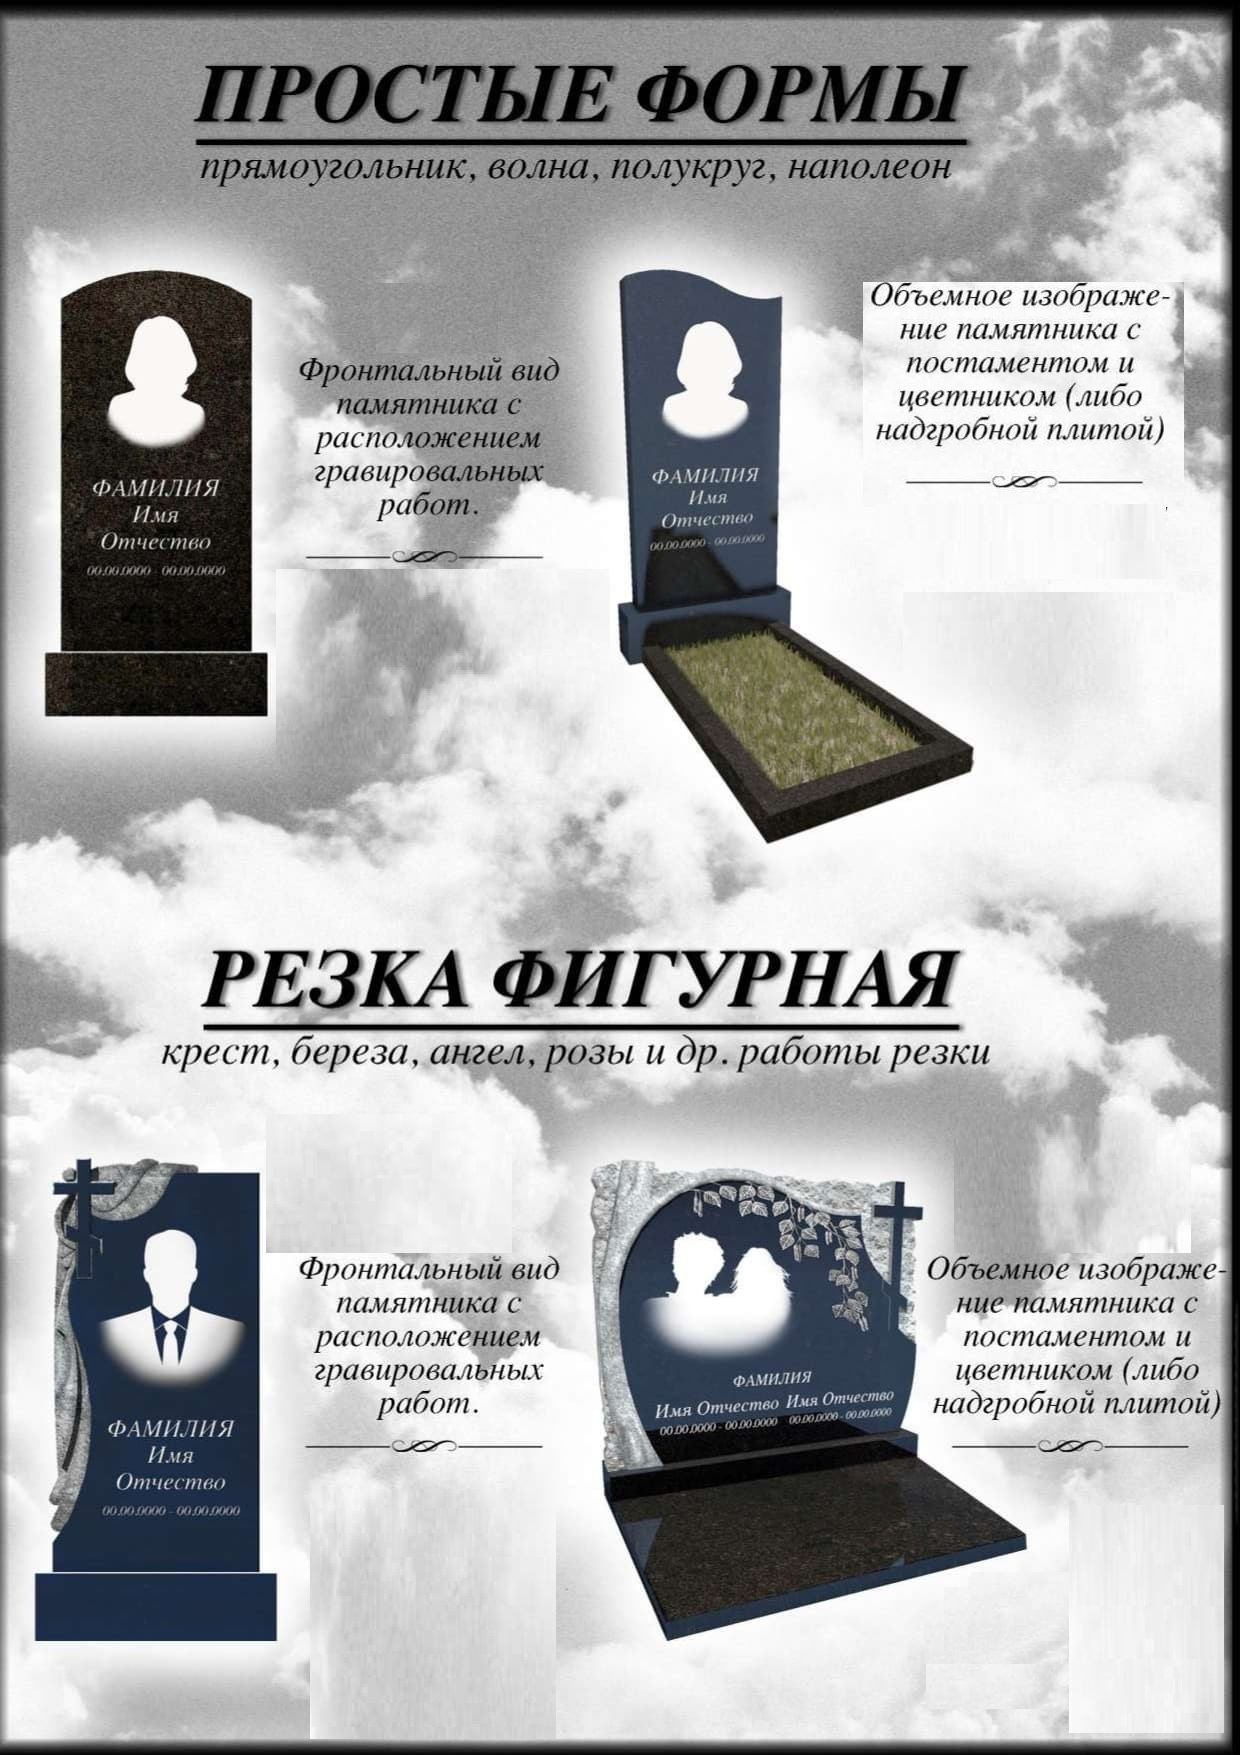 ПРОСТЫЕ ФОРМЫ
прямоугольник, волна, полукруг, наполеон
ФАМИЛИЯ
Имя
Отчество
00.00.0000 - 00.00.0000
Фронтальный вид
памятника с
расположением
гравировальных
работ.
ФАМИЛИЯ
Имя
Отчество
00.00.0000 - 00.00.0000
Объемное изображе-
ние памятника с
постаментом и
цветником (либо
надгробной плитой)
РЕЗКА ФИГУРНАЯ
крест, береза, ангел, розы и др. работы резки
ФАМИЛИЯ
Имя
Отчество
00.00.0000 - 00.00.0000
Фронтальный вид
памятника с
расположением
гравировальных
работ.
ФАМИЛИЯ
Имя Отчество Имя Отчество
00.00.0000 - 00.00.0000 00.00.0000 - 00.00.0000
Объемное изображе-
ние памятника с
постаментом и
цветником (либо
надгробной плитой)